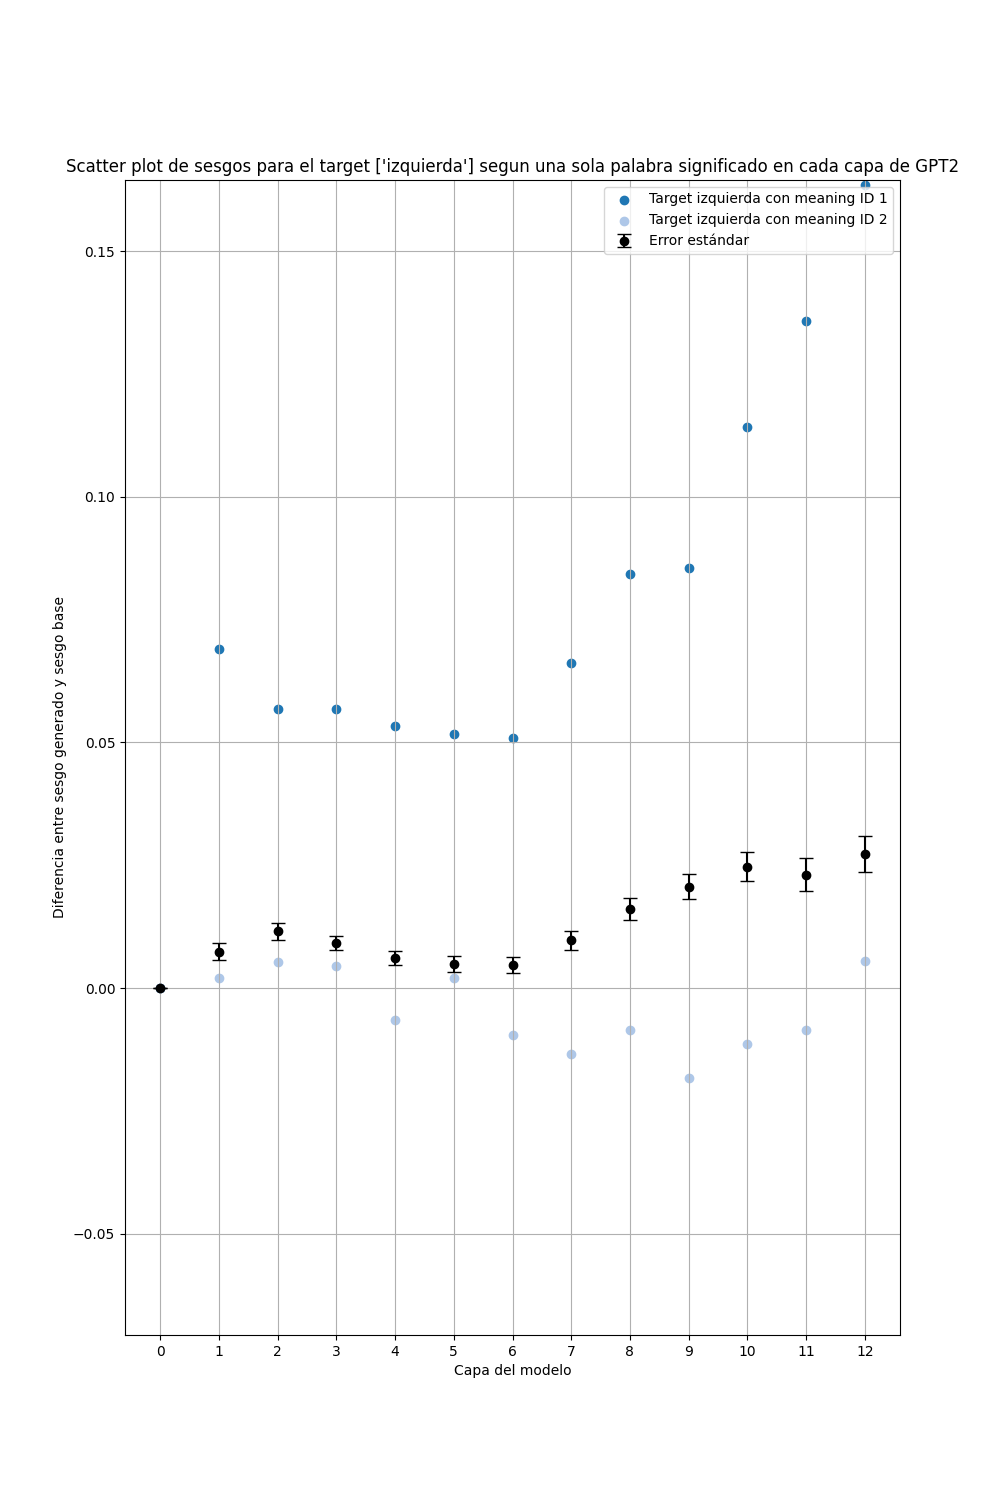 Scatter plot de sesgos para el target ['izquierda'] segun una sola palabra significado en cada capa de GPT2
Target izquierda con meaning ID 1
Target izquierda con meaning ID 2
Error estándar
0.15
0.10
0.05
0.00
−0.05
Diferencia entre sesgo generado y sesgo base
0 1 2 3 4 5 6 7 8 9 10 11 12
Capa del modelo